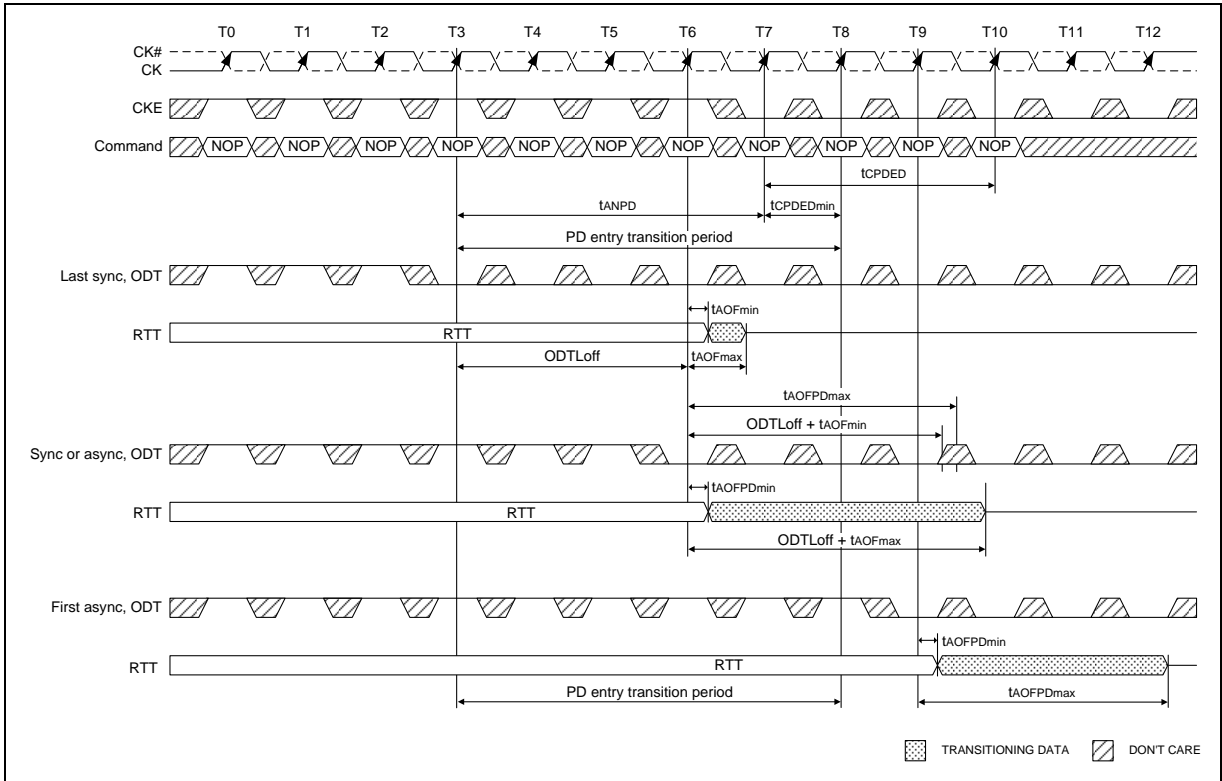 T0 T1 T2 T3 T4 T5 T6 T7 T8 T9 T10 T11 T12
CK#
CK
CKE
Command NOP NOP NOP NOP NOP NOP NOP NOP NOP NOP NOP
tCPDED
tANPD tCPDEDmin
PD entry transition period
Last sync, ODT
tAOFmin
RTT RTT
ODTLoff tAOFmax
tAOFPDmax
ODTLoff + tAOFmin
Sync or async, ODT
tAOFPDmin
RTT RTT
ODTLoff + tAOFmax
First async, ODT
tAOFPDmin
RTT RTT
PD entry transition period tAOFPDmax
TRANSITIONING DATA DON'T CARE